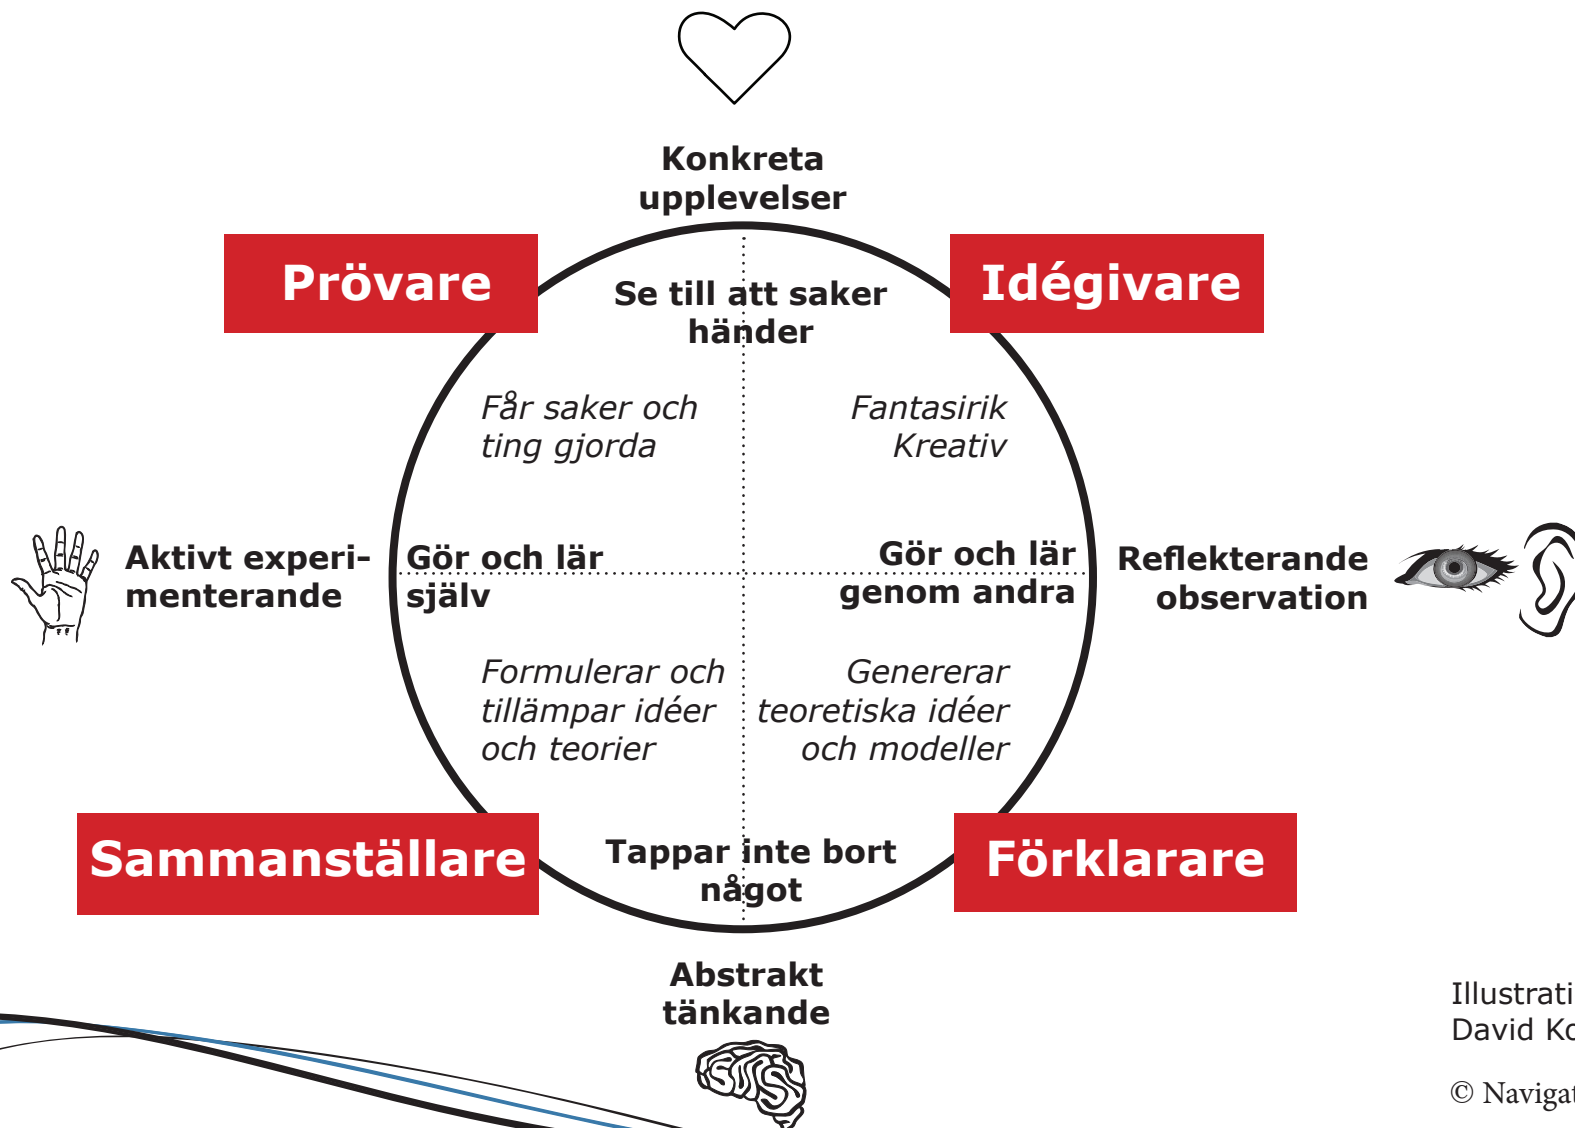 Konkreta
upplevelser
Prövare
Idégivare
Se till att saker
händer
Får saker och
ting gjorda
Fantasirik
Kreativ
Aktivt experi-
menterande
Gör och lär
själv
Gör och lär
genom andra
Reflekterande
observation
Formulerar och
tillämpar idéer
och teorier
Genererar
teoretiska idéer
och modeller
Sammanställare
Förklarare
Tappar inte bort
något
Abstrakt
tänkande
David
©